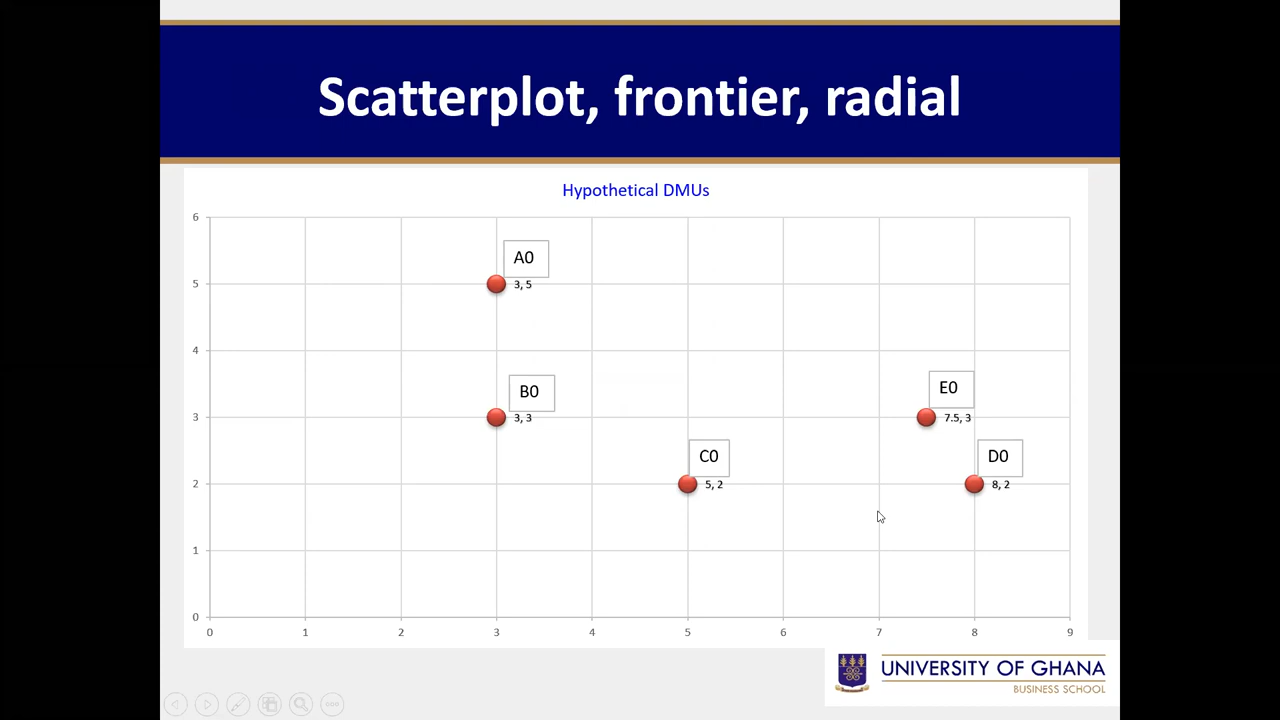 Scatterplot, frontier, radial
Hypothetical DMUs
6
5
4
3
2
1
0
A0
3, 5
B0
3, 3
C0
5, 2
E0
7.5, 3
D0
8, 2
0 1 2 3 4 5 6 7 8 9
UNIVERSITY OF GHANA
BUSINESS SCHOOL